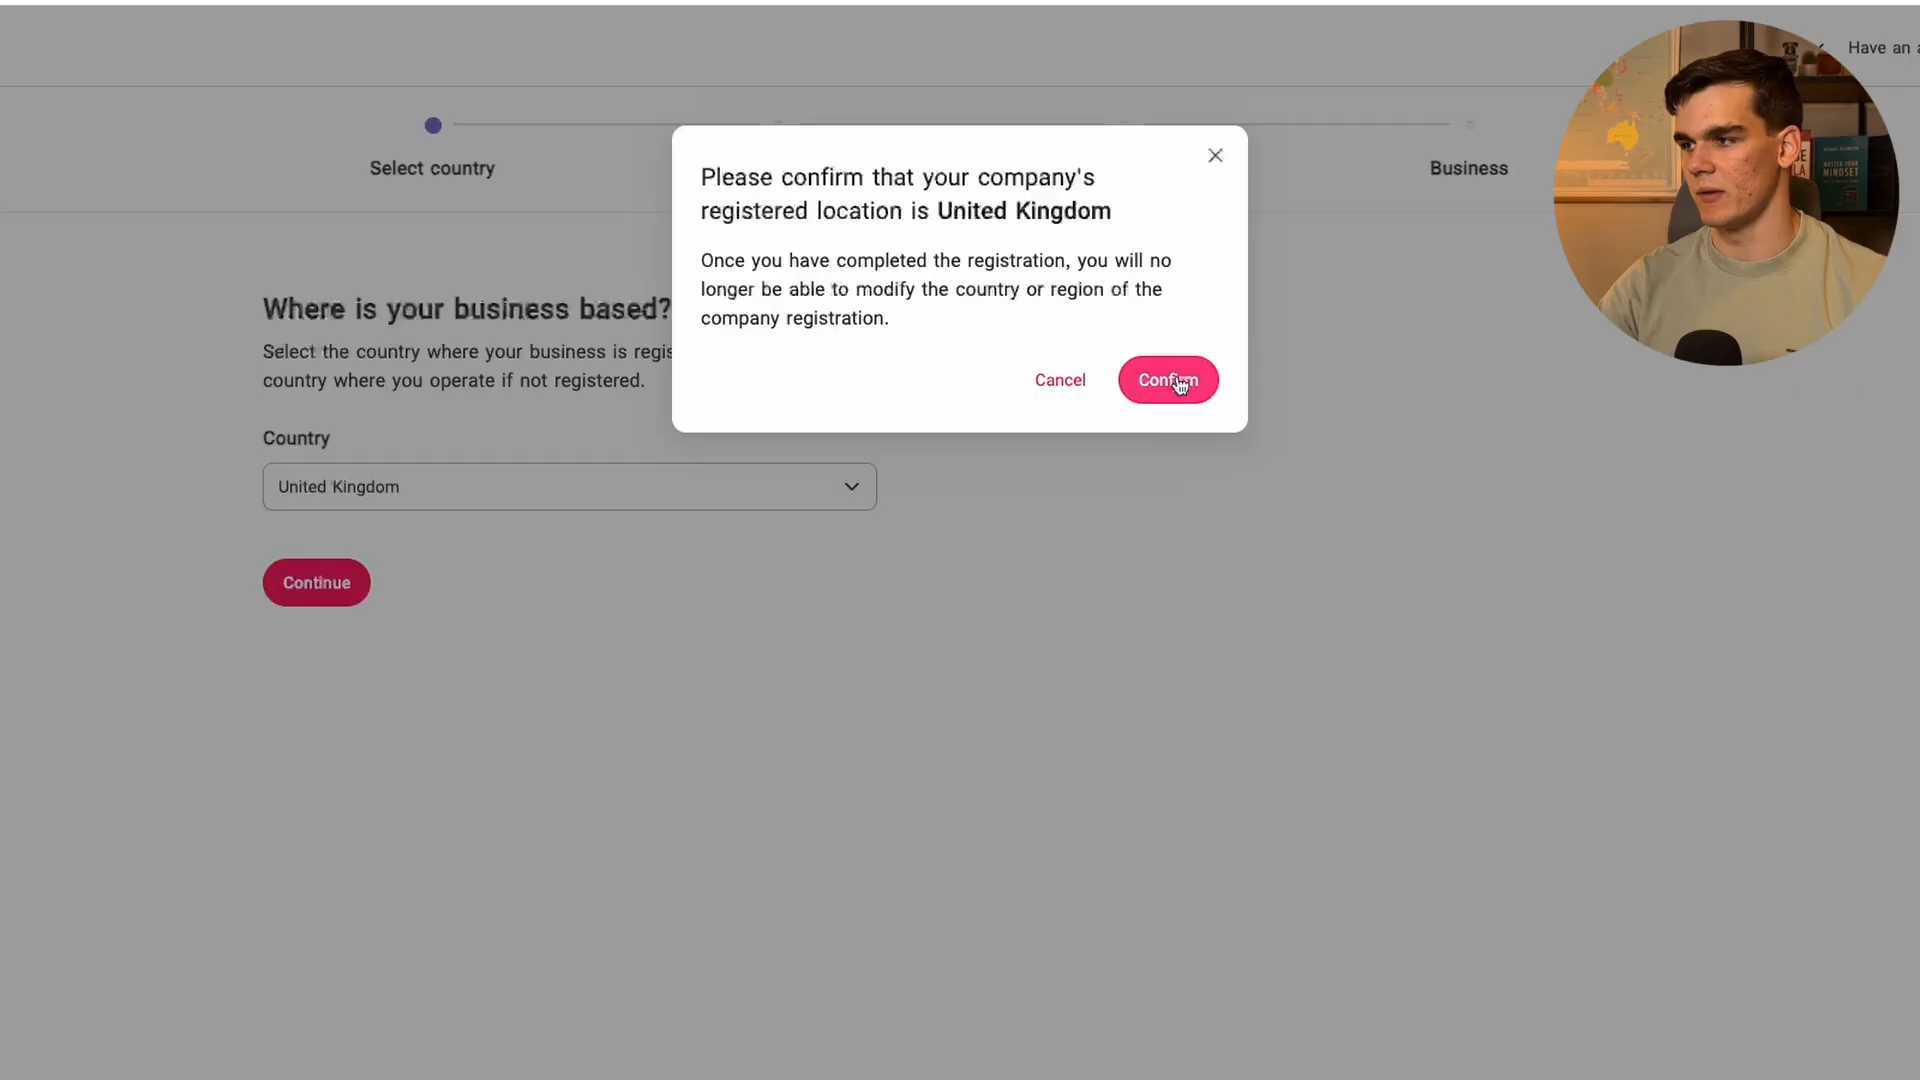 Have an a
Select country
Business
Please confirm that your company's
registered location is United Kingdom
Once you have completed the registration, you will no
longer be able to modify the country or region of the
company registration.
Cancel
Confirm
Where is your business based?
Select the country where your business is regis
country where you operate if not registered.
Country
United Kingdom
Continue
MASTER YOUR
MINDSET